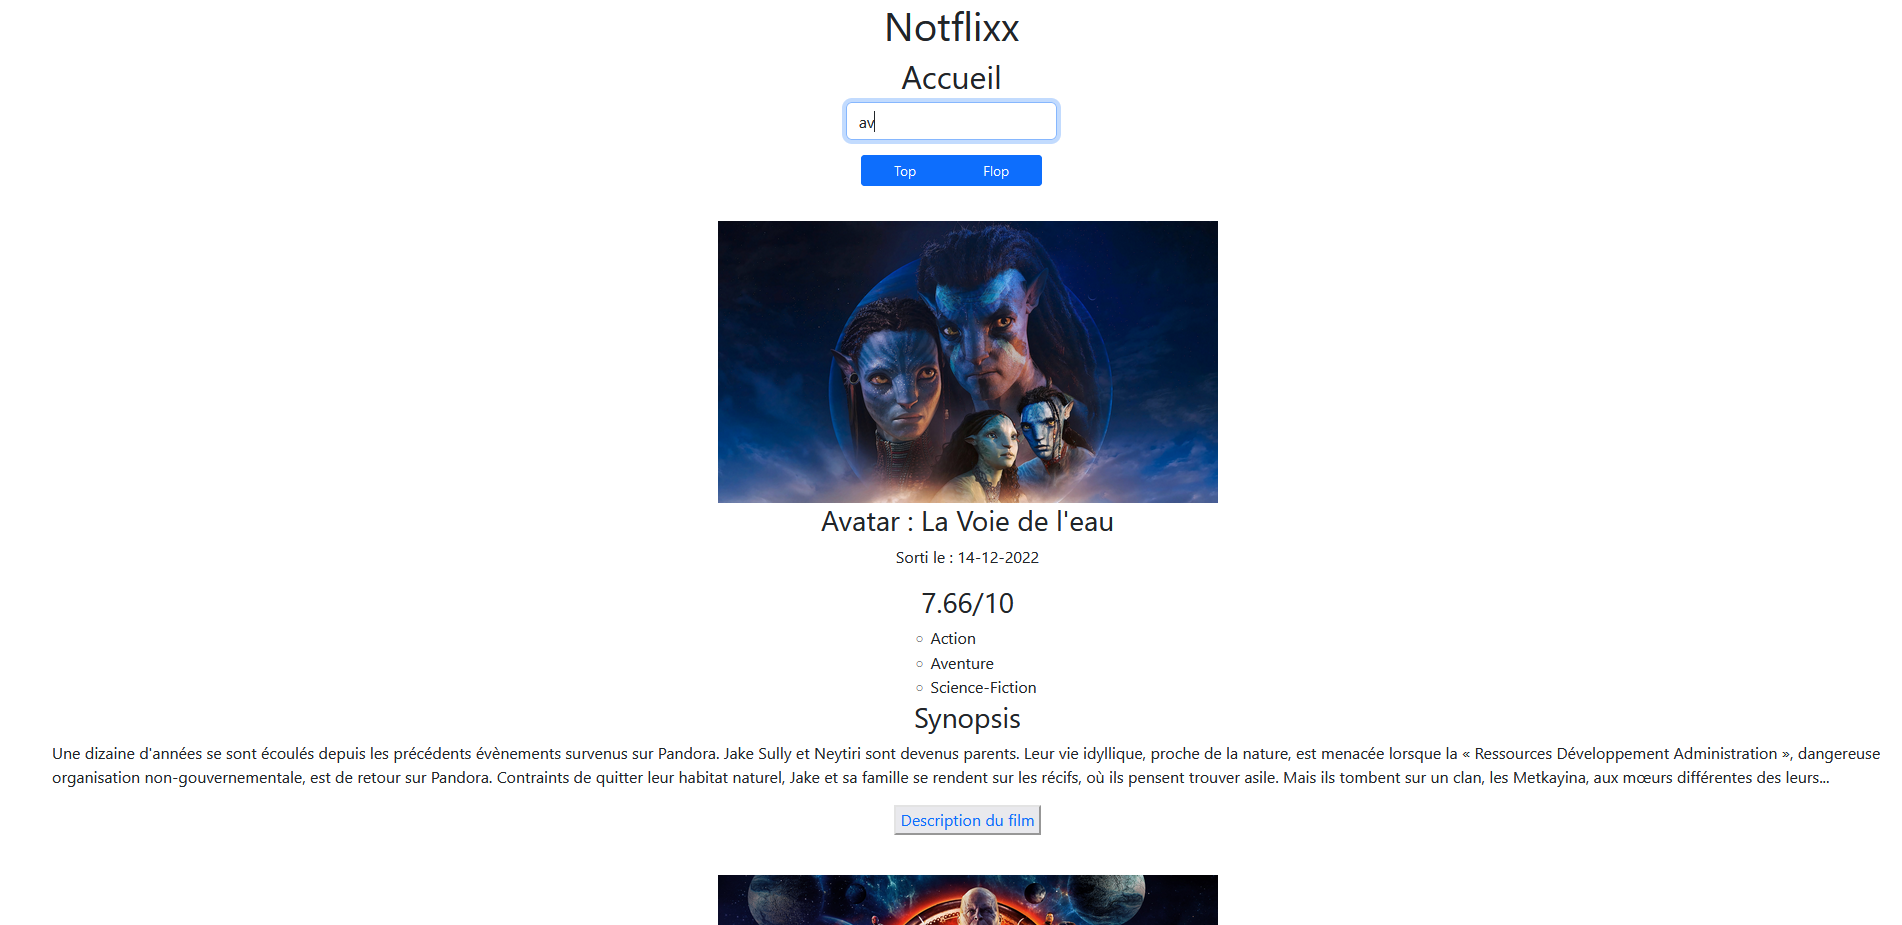 Notflixx
Accueil
av
Top Flop
Avatar : La Voie de l'eau
Sorti le : 14-12-2022
7.66/10
Action
Aventure
Science-Fiction
Synopsis
Une dizaine d'années se sont écoulés depuis les précédents évènements survenus sur Pandora. Jake Sully et Neytiri sont devenus parents. Leur vie idyllique, proche de la nature, est menacée lorsque la « Ressources Développement Administration », dangereuse
organisation non-gouvernementale, est de retour sur Pandora. Contraints de quitter leur habitat naturel, Jake et sa famille se rendent sur les récifs, où ils pensent trouver asile. Mais ils tombent sur un clan, les Metkayina, aux mœurs différentes des leurs...
Description du film